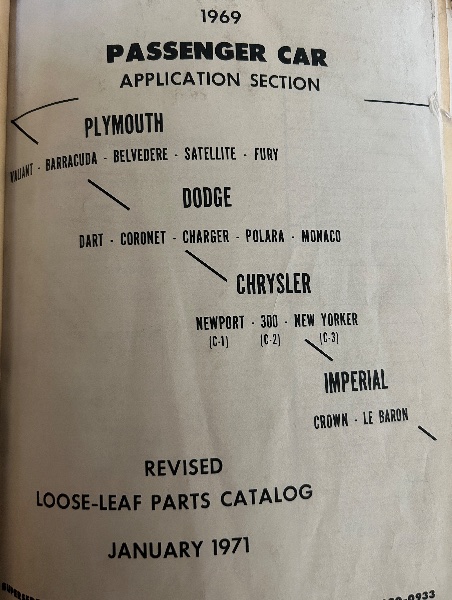 1969
PASSENGER CAR
APPLICATION SECTION
PLYMOUTH
VALIANT - BARRACUDA - BELVEDERE - SATELLITE - FURY
DODGE
DART - CORONET - CHARGER - POLARA - MONACO
CHRYSLER
NEWPORT - 300 - NEW YORKER
(C-1) (C-2) (C-3)
IMPERIAL
CROWN - LE BARON
REVISED
LOOSE-LEAF PARTS CATALOG
JANUARY 1971